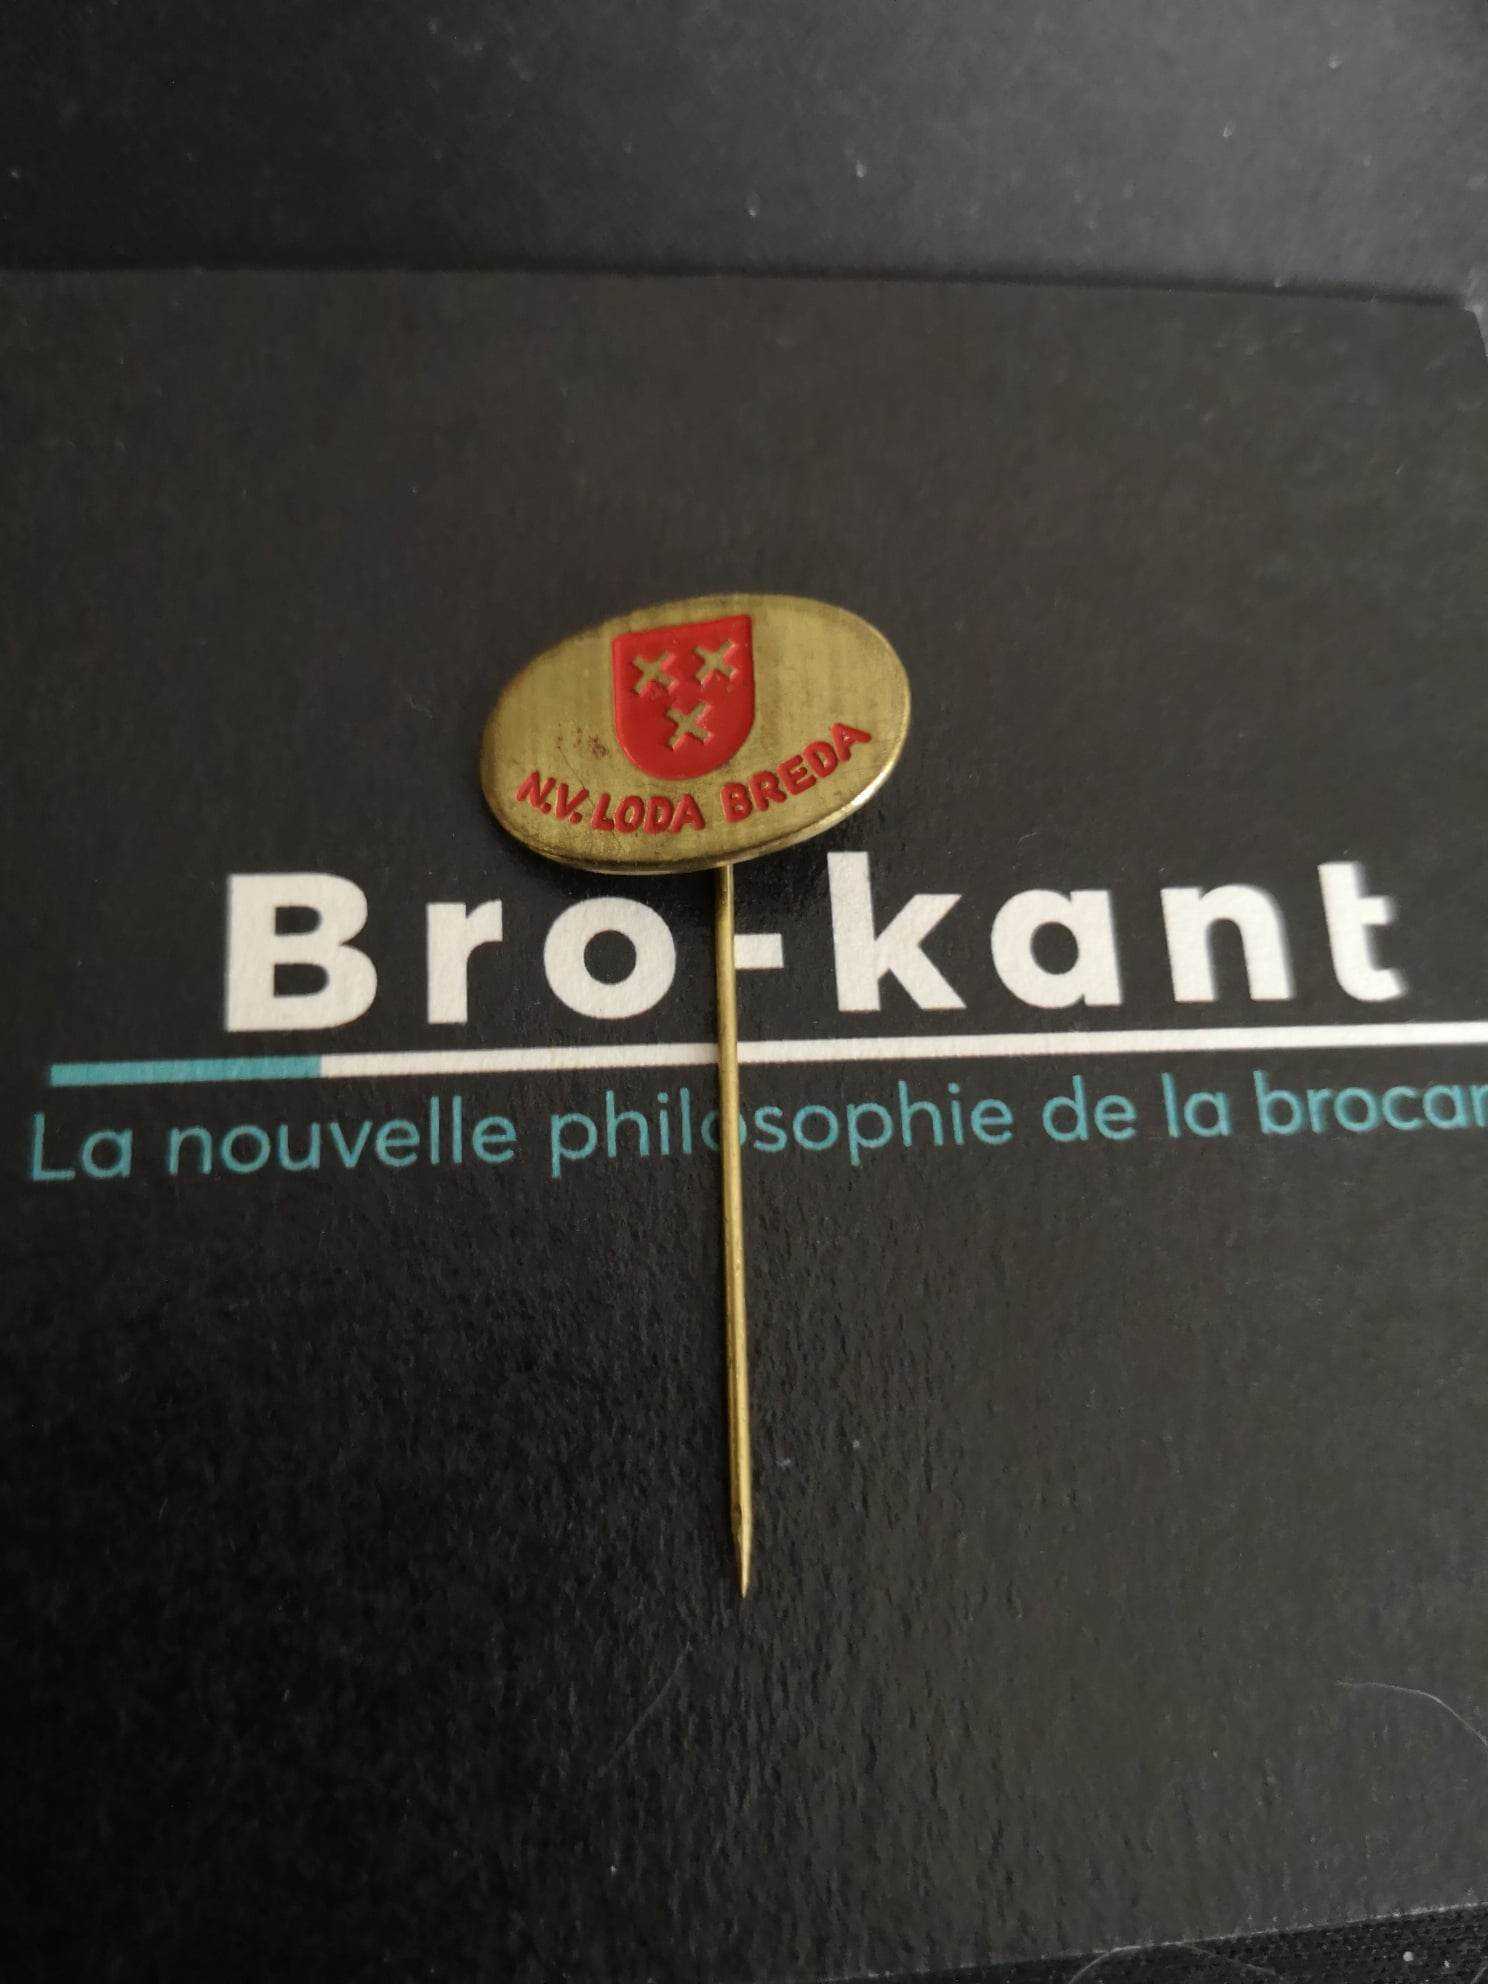 N.V. LODA BREDA
Bro-kant
La nouvelle philosophie de la brocan